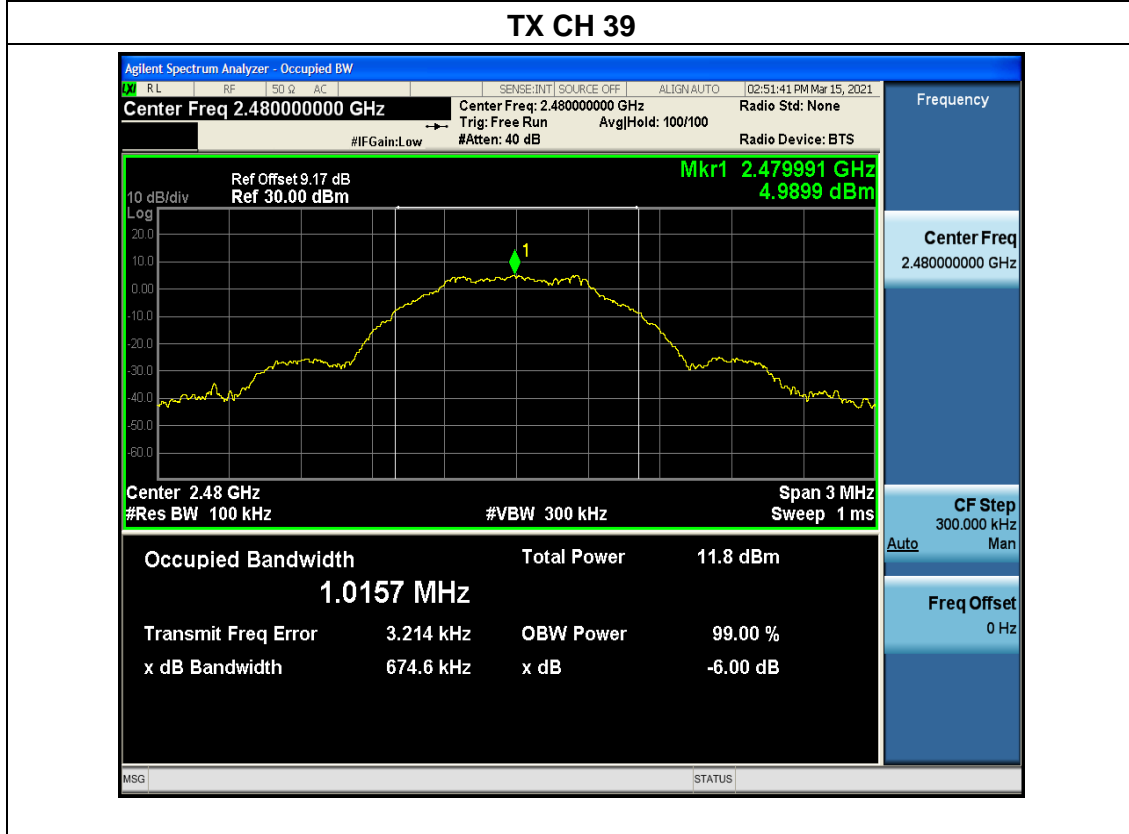 TX CH 39
Agilent Spectrum Analyzer - Occupied BW
LXI RL RF 50 Ω AC SENSE:INT SOURCE OFF ALIGN AUTO 02:51:41 PM Mar 15, 2021
Center Freq 2.480000000 GHz
Center Freq: 2.480000000 GHz Radio Std: None
Trig: Free Run Avg|Hold: 100/100
#IFGain:Low #Atten: 40 dB Radio Device: BTS
Mkr1 2.479991 GHz
4.9899 dBm
Ref Offset 9.17 dB
10 dB/div Ref 30.00 dBm
Log
20.0
10.0
0.00
-10.0
-20.0
-30.0
-40.0
-50.0
-60.0
1
Center 2.48 GHz Span 3 MHz
#Res BW 100 kHz #VBW 300 kHz Sweep 1 ms
Occupied Bandwidth Total Power 11.8 dBm
1.0157 MHz
Transmit Freq Error 3.214 kHz OBW Power 99.00 %
x dB Bandwidth 674.6 kHz x dB -6.00 dB
MSG STATUS
Frequency
Center Freq
2.480000000 GHz
CF Step
300.000 kHz
Auto Man
Freq Offset
0 Hz